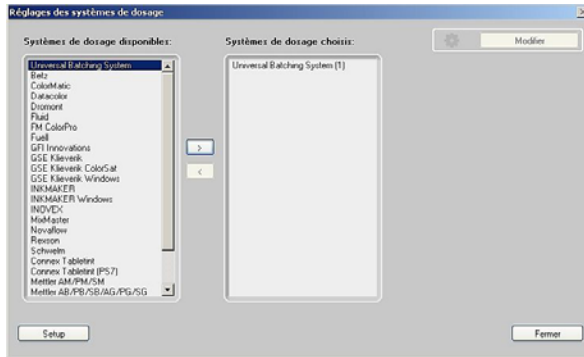 Réglages des systèmes de dosage
Systèmes de dosage disponibles:
Universal Batching System
Betz
ColorMatic
Datacolor
Dromont
Fluid
FM ColorPro
Fuell
GFI Innovations
GSE Klieverik
GSE Klieverik ColorSat
GSE Klieverik Windows
INKMAKER
INKMAKER Windows
INOVEX
MixMaster
Novaflow
Rexson
Schwelm
Connex Tabletint
Connex Tabletint (PS7)
Mettler AM/PM/SM
Mettler AB/PB/SB/AG/PG/SG
>
<
Systèmes de dosage choisis:
Universal Batching System (1)
Modifier
Setup
Fermer